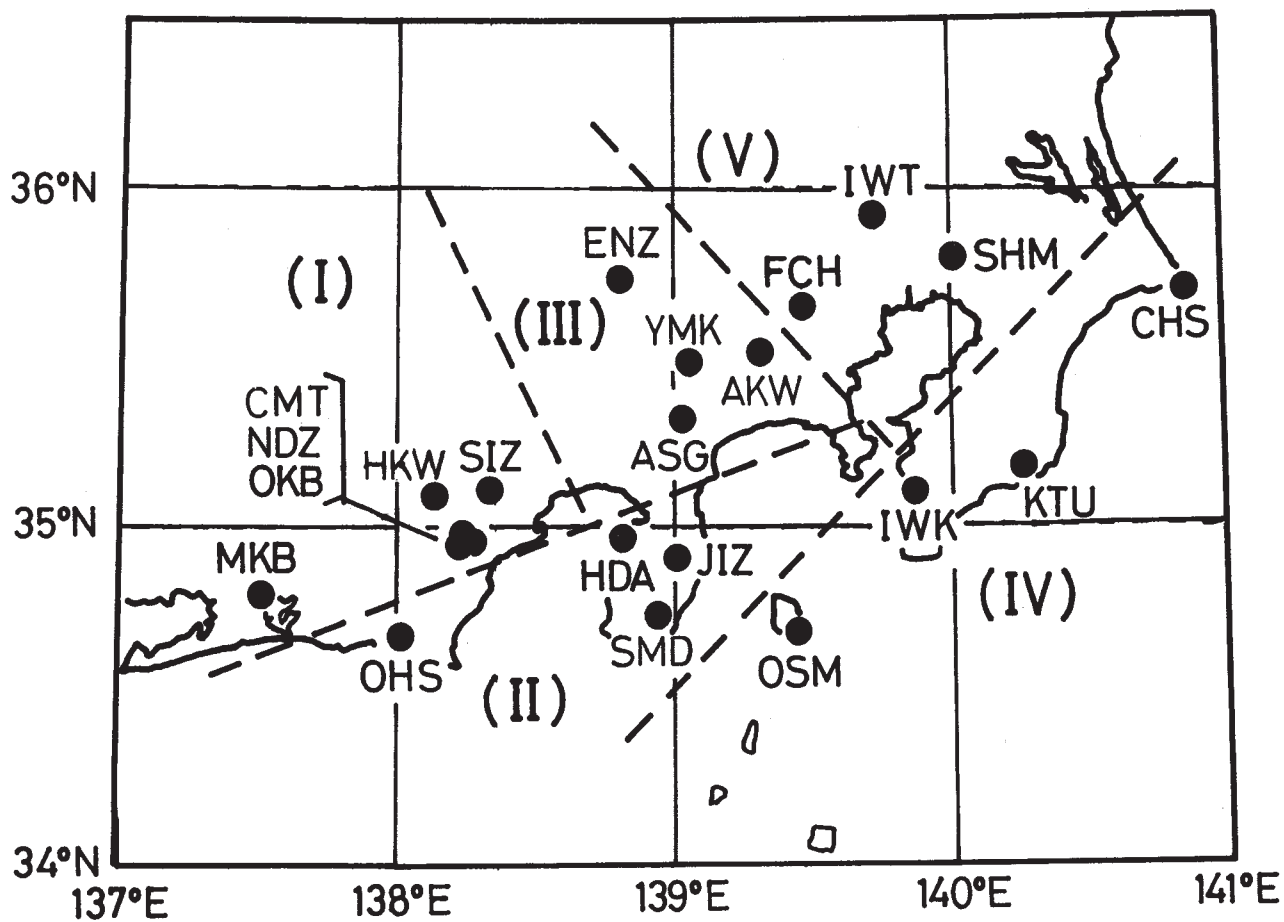 (V)
36°N
IWT
ENZ
SHM
(I)
FCH
(III)
YMK
CHS
AKW
CMT
NDZ
OKB
HKW
SIZ
ASG
KTU
35°N
IWK
MKB
HDA
JIZ
(IV)
SMD
OHS
OSM
(II)
34°N
137°E
138°E
139°E
140°E
141°E